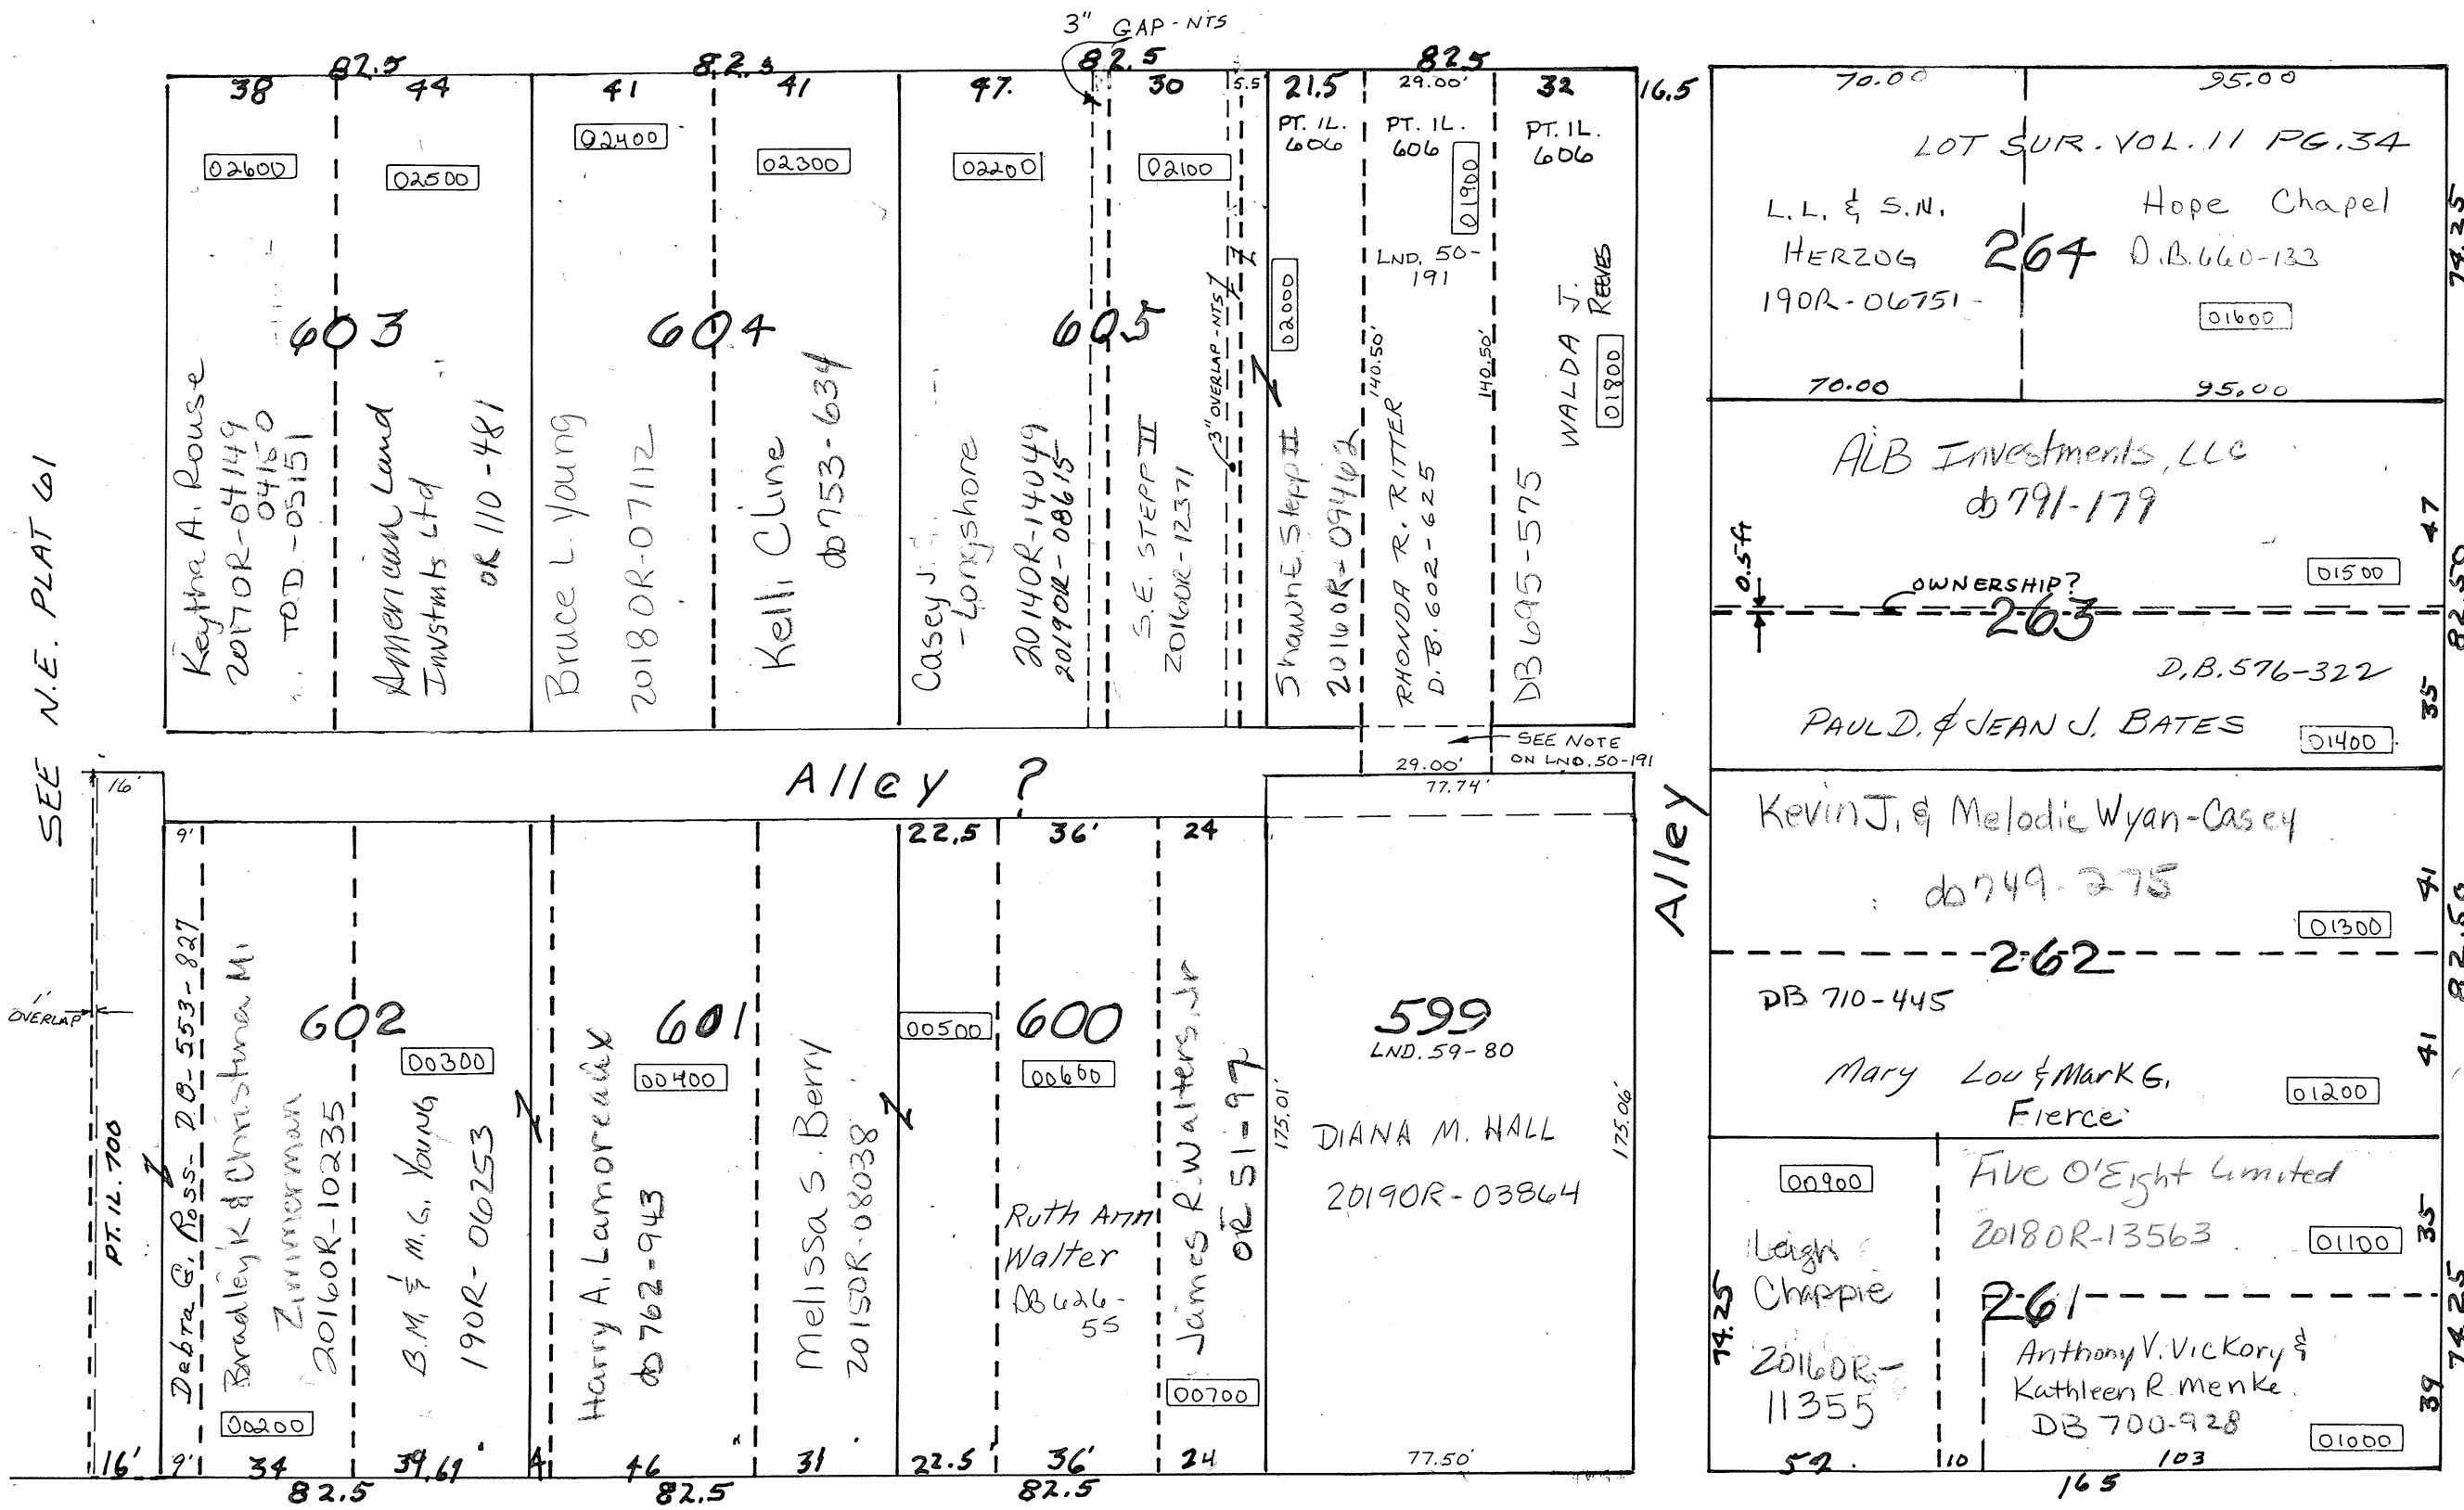 3" GAP-NTS
82.5
82.5
82.5
82.5
38
44
41
41
47.
30
5.5'
21.5
29.00'
32
16.5
02600
02500
02400
02300
02200
02100
PT. IL.
606
02000
PT. IL.
606
01900
LND. 50-
191
PT. IL.
606
WALDA J.
REEVES
01800
DB 695-575
140.50'
140.50'
603
604
605
Keytha A. Rouse
20170R-04149
04150
TOD-05151
American Land
Invstmts Ltd
OR 110-481
Bruce L. Young
20180R-07112
Kelli Cline
db 753-634
Casey J.
-Longshore
20140R-14049
20190R-08615
S.E. STEPP II
20160R-12371
3" OVERLAP-NTS
Z
Z
Shawn E. Stepp II
20160R-09462
RHONDA R. RITTER
D.B. 602-625
SEE NOTE
ON LND. 50-191
29.00'
77.74'
SEE N.E. PLAT 61
16'
Alley ?
Alley
1'
OVERLAP
PT. IL. 700
16'
9'
9'
Z
Debra G. Ross- D.B-553-827
Bradley K & Christina M.
Zimmerman
20160R-10235
00200
34
602
00300
B.M. & M.G. YOUNG
190R-06253
39.69
82.5
Z
4
601
00400
Harry A. Lamoreaux
db 762-943
46
Melissa S. Berry
20150R-08038
31
82.5
Z
22.5
36'
24
00500
600
00600
Ruth Ann
Walter
DB 626-
55
James R. Walters, Jr
OR 51-97
00700
22.5
36'
24
82.5
599
LND. 59-80
175.01'
175.06'
DIANA M. HALL
20190R-03864
77.50'
70.00
95.00
LOT SUR. VOL. 11 PG. 34
L.L. & S.N.
HERZOG
190R-06751
264
Hope Chapel
D.B. 660-133
01600
74.25
70.00
95.00
ALB Investments, LLC
db 791-179
47
01500
0.5ft
OWNERSHIP?
263
82.50
D.B. 576-322
35
PAUL D. & JEAN J. BATES
01400
Kevin J. & Melodie Wyan-Casey
db 749-275
41
01300
262
82.50
DB 710-445
41
Mary Lou & Mark G.
Fierce
01200
00900
Leigh
Chappie
20160R-
11355
74.25
Five O'Eight Limited
20180R-13563
01100
35
261
74.25
Anthony V. Vickory &
Kathleen R. Menke
DB 700-928
01000
39
52.
10
103
165